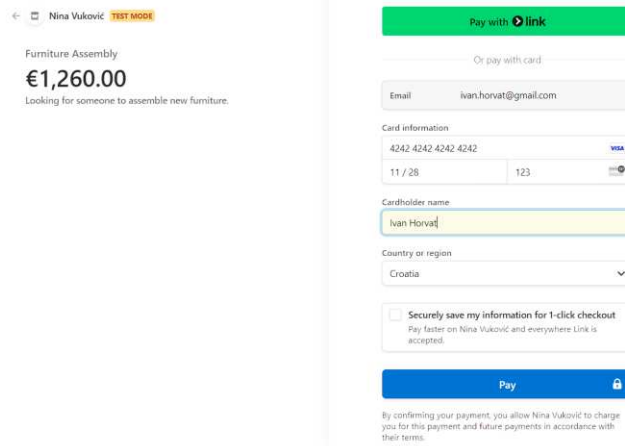 Nina Vuković TEST MODE
Furniture Assembly
€1,260.00
Looking for someone to assemble new furniture.
Pay with link
Or pay with card
Email ivan.horvat@gmail.com
Card information
4242 4242 4242 4242 VISA
11 / 28 123
Cardholder name
Ivan Horvat
Country or region
Croatia
Securely save my information for 1-click checkout
Pay faster on Nina Vuković and everywhere Link is
accepted.
Pay
By confirming your payment, you allow Nina Vuković to charge
you for this payment and future payments in accordance with
their terms.